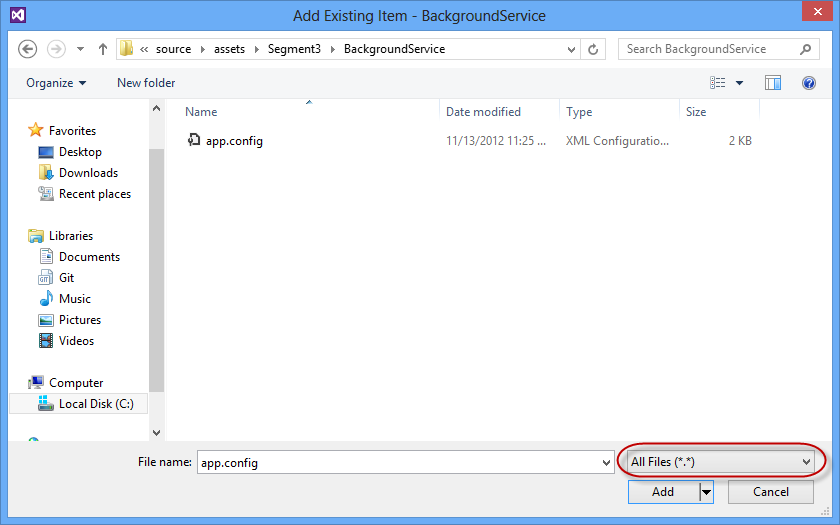 Add Existing Item - BackgroundService
« source › assets › Segment3 › BackgroundService
Search BackgroundService
Organize
New folder
Name
Date modified
Type
Size
app.config
11/13/2012 11:25 ...
XML Configuratio...
2 KB
Favorites
Desktop
Downloads
Recent places
Libraries
Documents
Git
Music
Pictures
Videos
Computer
Local Disk (C:)
File name:
app.config
All Files (*.*)
Add
Cancel